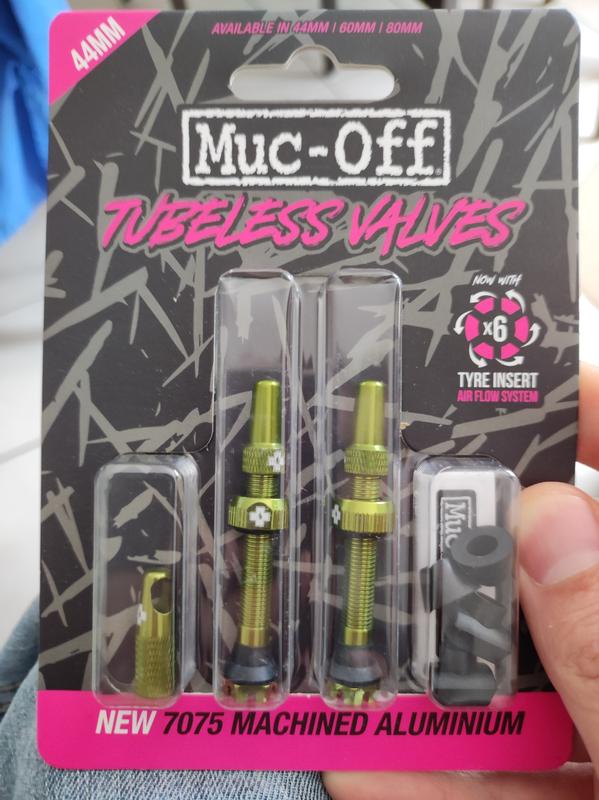 44MM
AVAILABLE IN 44MM | 60MM | 80MM
Muc-Off
TUBELESS VALVES
NOW WITH
x6
TYRE INSERT
AIR FLOW SYSTEM
Muc
NEW 7075 MACHINED ALUMINIUM